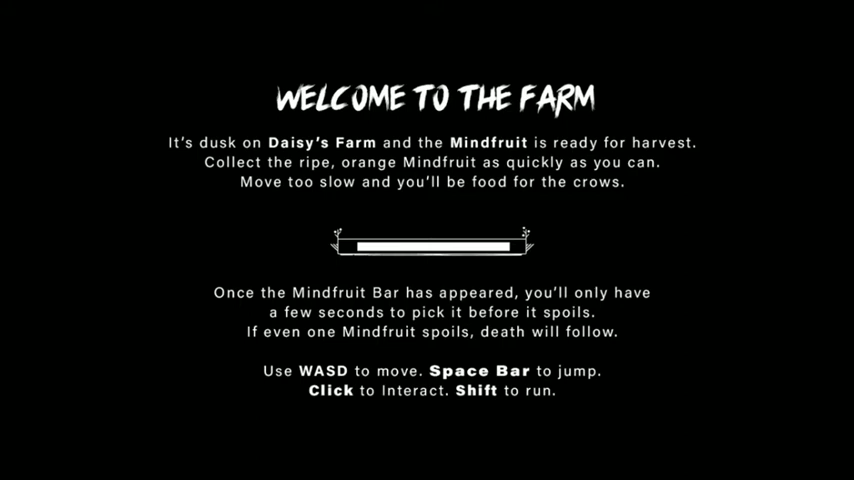 WELCOME TO THE FARM
It's dusk on Daisy's Farm and the Mindfruit is ready for harvest.
Collect the ripe, orange Mindfruit as quickly as you can.
Move too slow and you'll be food for the crows.
Once the Mindfruit Bar has appeared, you'll only have
a few seconds to pick it before it spoils.
If even one Mindfruit spoils, death will follow.
Use WASD to move. Space Bar to jump.
Click to Interact. Shift to run.